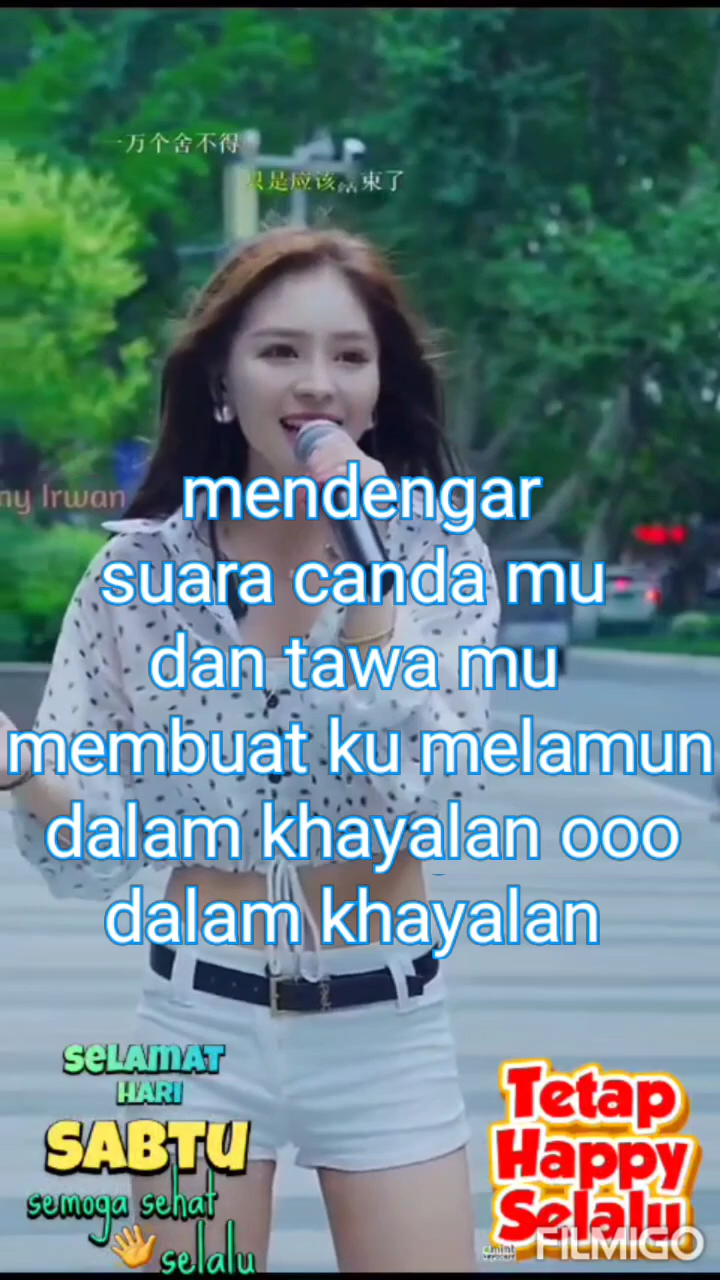 一万个舍不得
只是应该结束了
ny Irwan
mendengar
suara canda mu
dan tawa mu
membuat ku melamun
dalam khayalan ooo
dalam khayalan
SELAMAT
HARI
SABTU
semoga sehat
selalu
Tetap
Happy
Selalu
FILMIGO